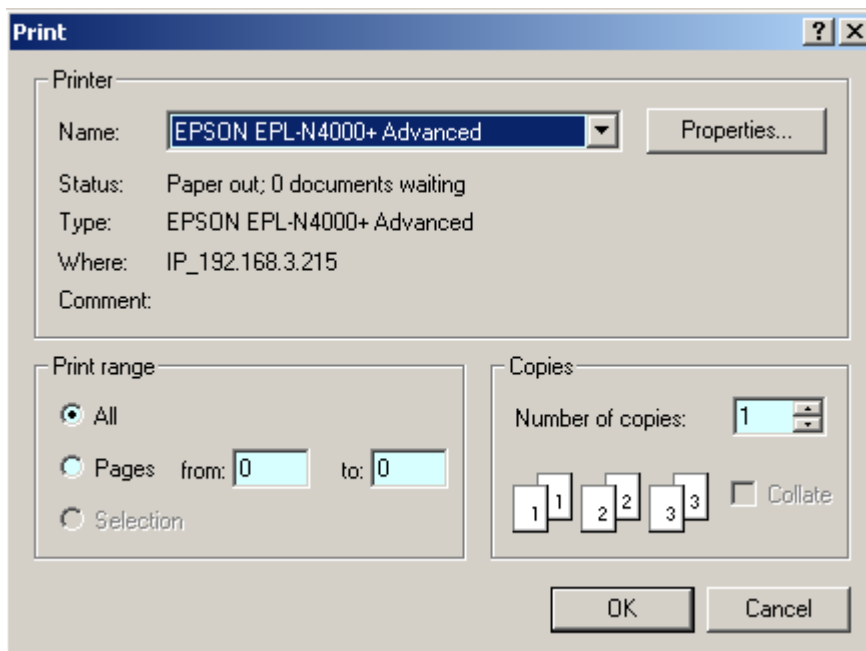 Print
Printer
Name: EPSON EPL-N4000+ Advanced Properties...
Status: Paper out; 0 documents waiting
Type: EPSON EPL-N4000+ Advanced
Where: IP_192.168.3.215
Comment:
Print range
All
Pages from: 0 to: 0
Selection
Copies
Number of copies: 1
1 1 2 2 3 3 Collate
OK Cancel